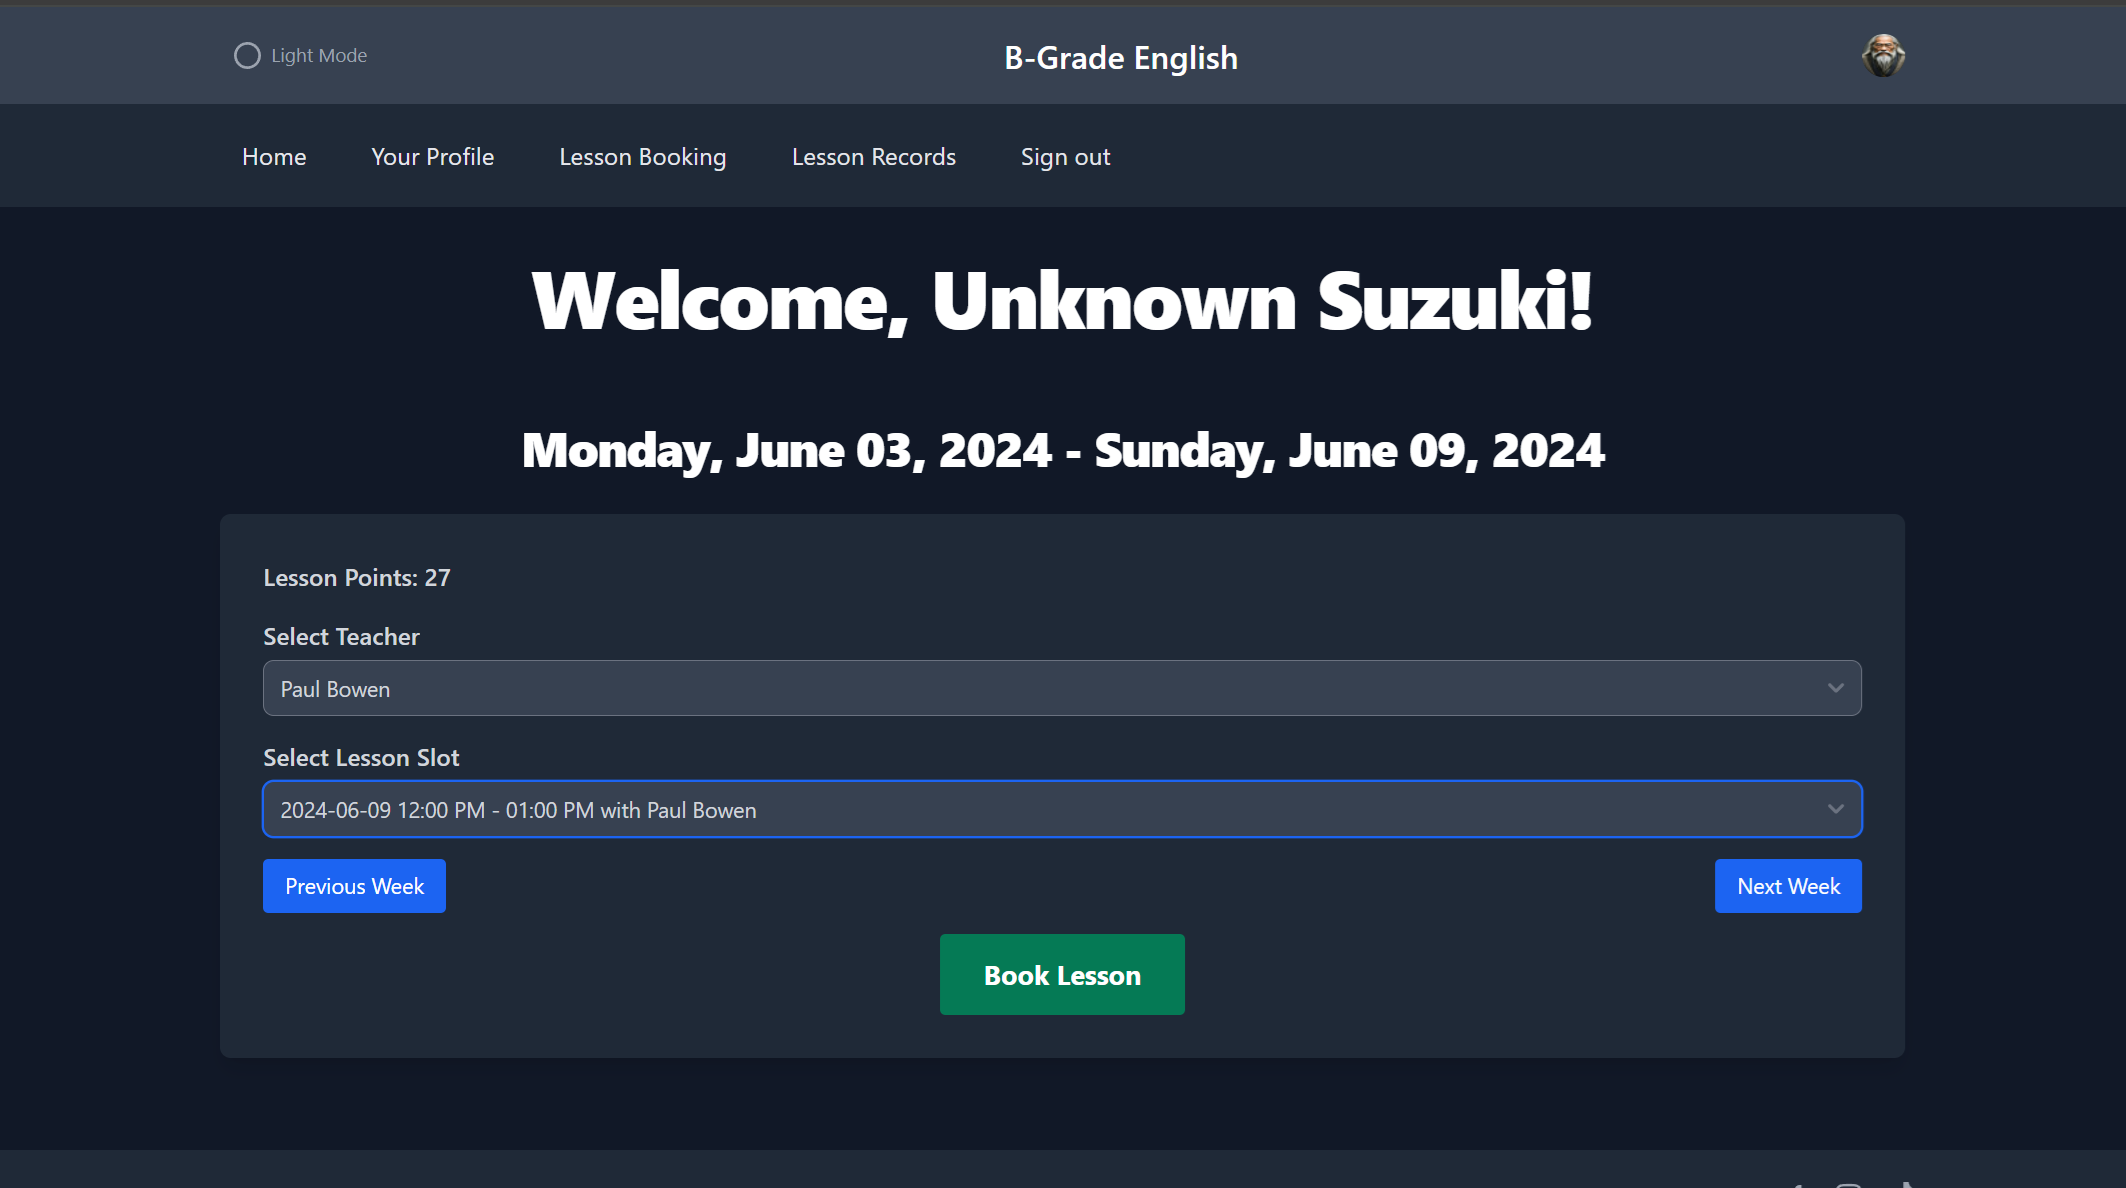 Light Mode
B-Grade English
Home
Your Profile
Lesson Booking
Lesson Records
Sign out
Welcome, Unknown Suzuki!
Monday, June 03, 2024 - Sunday, June 09, 2024
Lesson Points: 27
Select Teacher
Paul Bowen
Select Lesson Slot
2024-06-09 12:00 PM - 01:00 PM with Paul Bowen
Previous Week
Next Week
Book Lesson